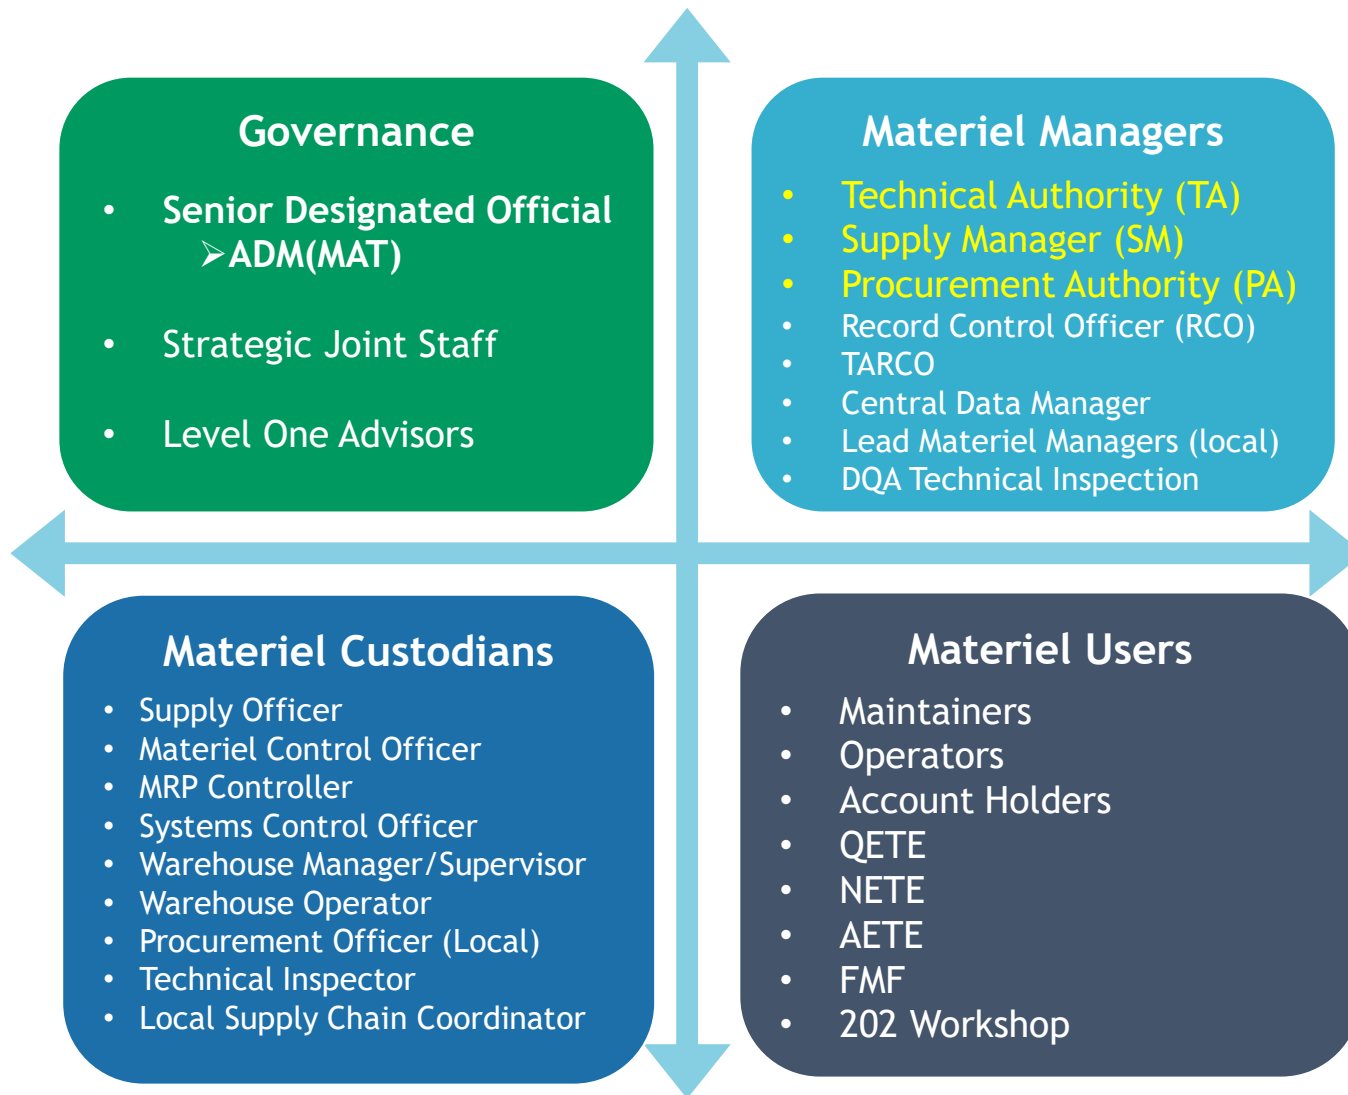 Governance
• Senior Designated Official
➢ADM(MAT)
• Strategic Joint Staff
• Level One Advisors
Materiel Managers
• Technical Authority (TA)
• Supply Manager (SM)
• Procurement Authority (PA)
• Record Control Officer (RCO)
• TARCO
• Central Data Manager
• Lead Materiel Managers (local)
• DQA Technical Inspection
Materiel Custodians
• Supply Officer
• Materiel Control Officer
• MRP Controller
• Systems Control Officer
• Warehouse Manager/Supervisor
• Warehouse Operator
• Procurement Officer (Local)
• Technical Inspector
• Local Supply Chain Coordinator
Materiel Users
• Maintainers
• Operators
• Account Holders
• QETE
• NETE
• AETE
• FMF
• 202 Workshop